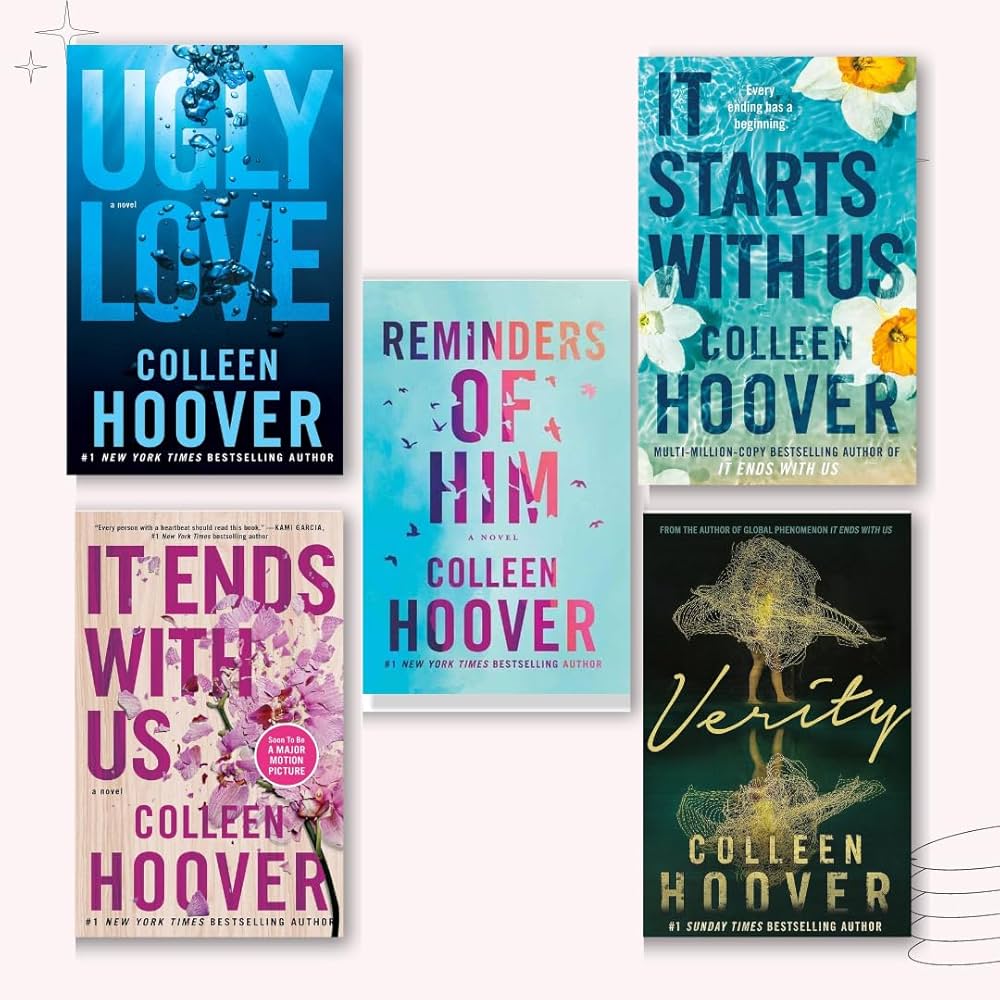 UGLY
a novel
LOVE
COLLEEN
HOOVER
#1 NEW YORK TIMES BESTSELLING AUTHOR
IT
Every
ending has a
beginning.
STARTS
WITH US
COLLEEN
HOOVER
MULTI-MILLION-COPY BESTSELLING AUTHOR OF
IT ENDS WITH US
REMINDERS
OF
HIM
A NOVEL
COLLEEN
HOOVER
#1 NEW YORK TIMES BESTSELLING AUTHOR
"Every person with a heartbeat should read this book." —KAMI GARCIA,
#1 New York Times bestselling author
IT ENDS
WITH
US
Soon To Be
A MAJOR
MOTION
PICTURE
a novel
COLLEEN
HOOVER
#1 NEW YORK TIMES BESTSELLING AUTHOR
FROM THE AUTHOR OF GLOBAL PHENOMENON IT ENDS WITH US
Verity
COLLEEN
HOOVER
#1 SUNDAY TIMES BESTSELLING AUTHOR